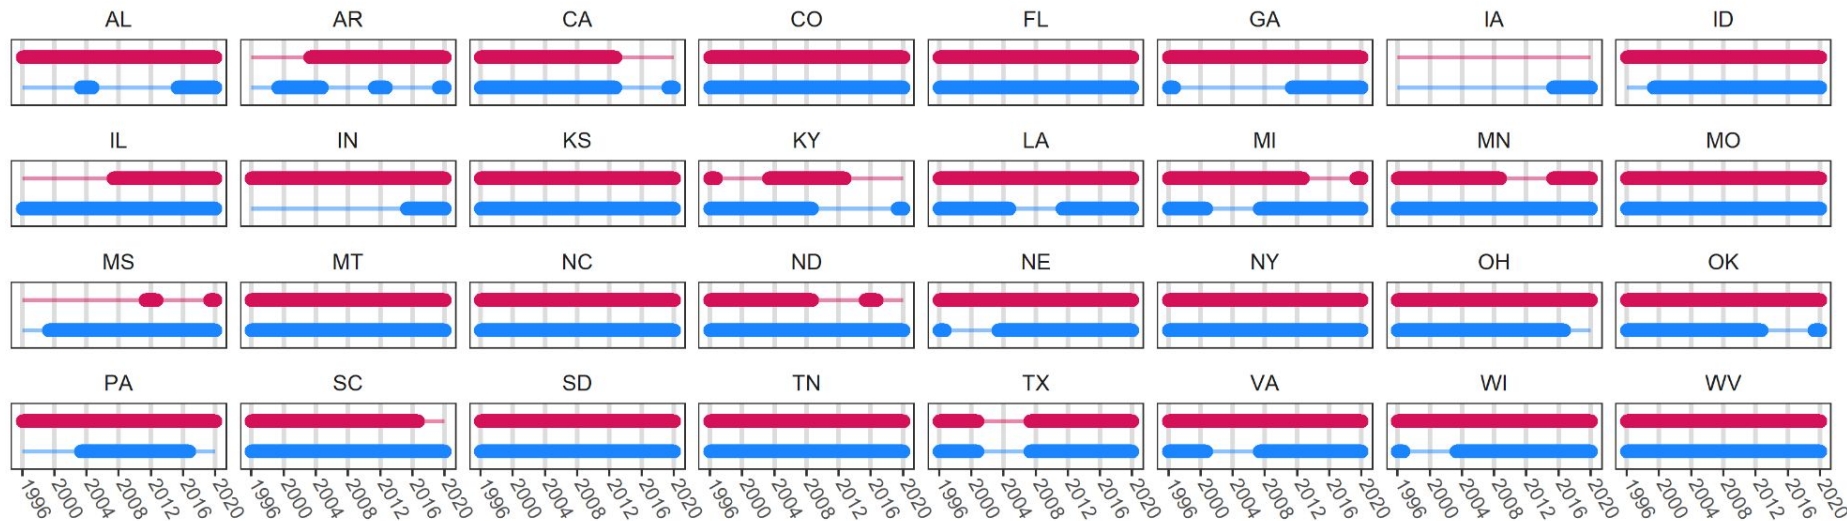 AL AR CA CO FL GA IA ID
IL IN KS KY LA MI MN MO
MS MT NC ND NE NY OH OK
PA SC SD TN TX VA WI WV
1996 2000 2004 2008 2012 2016 2020 1996 2000 2004 2008 2012 2016 2020 1996 2000 2004 2008 2012 2016 2020 1996 2000 2004 2008 2012 2016 2020 1996 2000 2004 2008 2012 2016 2020 1996 2000 2004 2008 2012 2016 2020 1996 2000 2004 2008 2012 2016 2020 1996 2000 2004 2008 2012 2016 2020